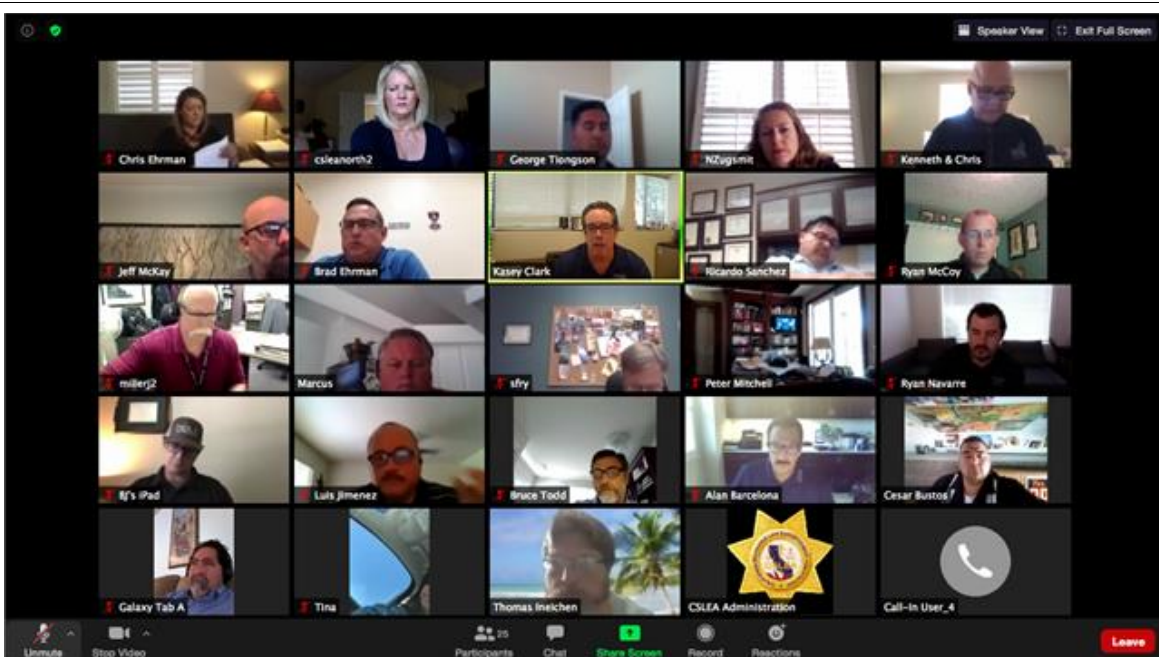 Speaker View
Exit Full Screen
Chris Ehrman
csleanorth2
George Tiongson
NZugsmit
Kenneth & Chris
Jeff McKay
Brad Ehrman
Kasey Clark
Ricardo Sanchez
Ryan McCoy
millerj2
Marcus
sfry
Peter Mitchell
Ryan Navarre
BJ's iPad
Luis Jimenez
Bruce Todd
Alan Barcelona
Cesar Bustos
Galaxy Tab A
Tina
Thomas Ineichen
CSLEA Administration
Call-In User_4
Unmute
Stop Video
25
Participants
Chat
Share Screen
Record
Reactions
Leave